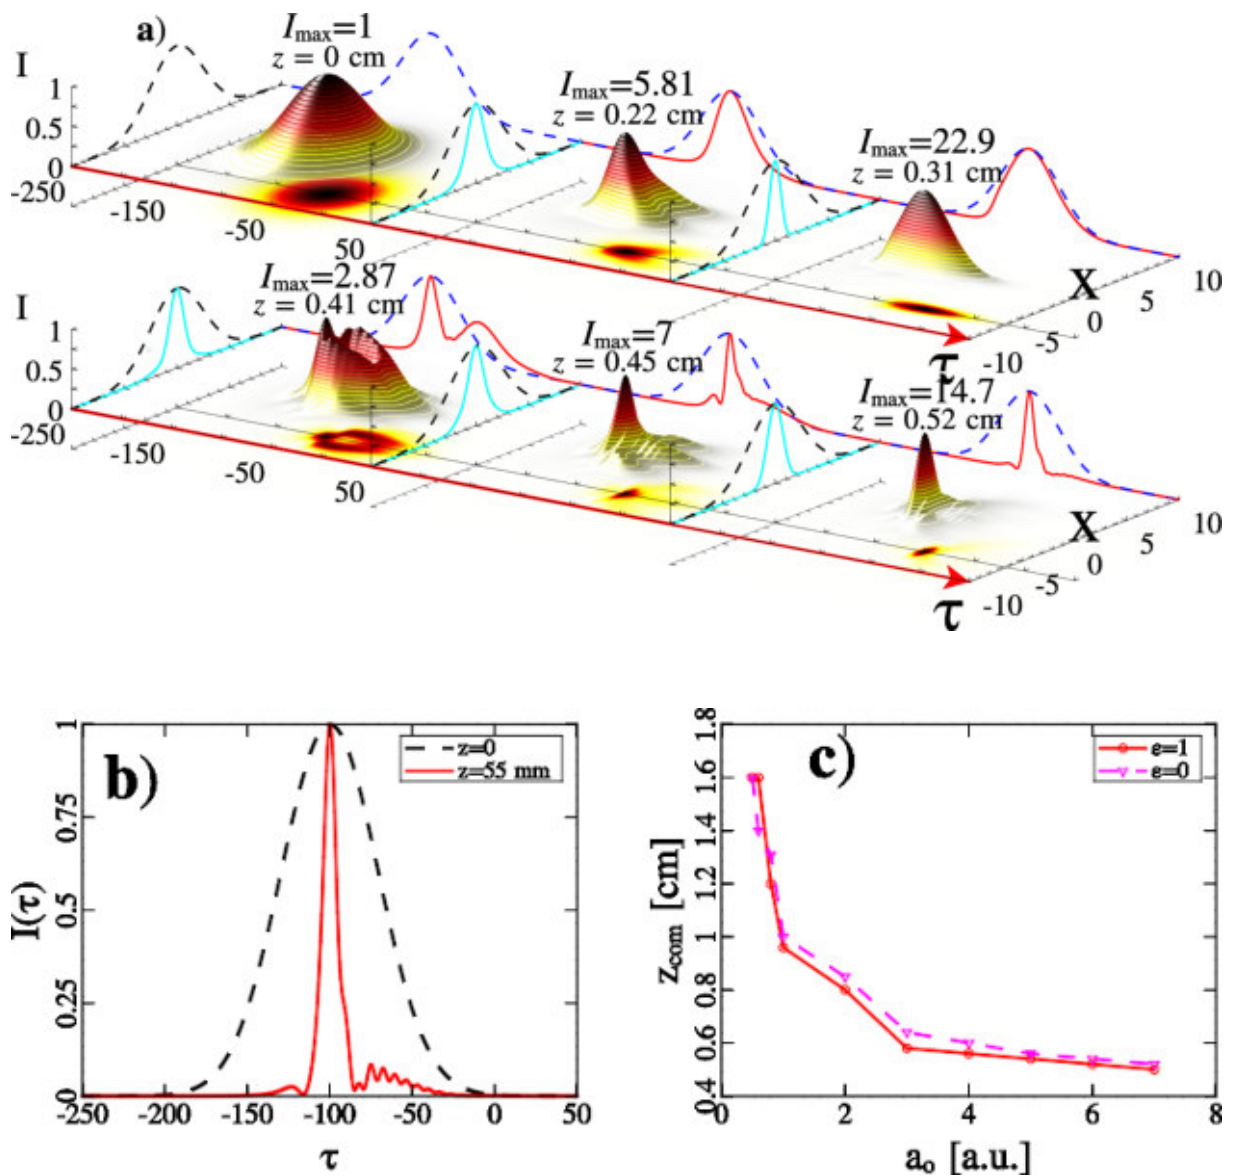 a)
I_max=1
z = 0 cm
I_max=5.81
z = 0.22 cm
I_max=22.9
z = 0.31 cm
I
1
0.5
0
-250
-150
-50
50
X
10
5
0
-5
-10
τ
I_max=2.87
z = 0.41 cm
I_max=7
z = 0.45 cm
I_max=14.7
z = 0.52 cm
I
1
0.5
0
-250
-150
-50
50
X
10
5
0
-5
-10
τ
b)
z=0
z=55 mm
I(τ)
1
0.75
0.5
0.25
0
-250 -200 -150 -100 -50 0 50
τ
c)
ε=1
ε=0
z_com [cm]
1.8
1.6
1.4
1.2
1
0.8
0.6
0.4
0 2 4 6 8
a_o [a.u.]